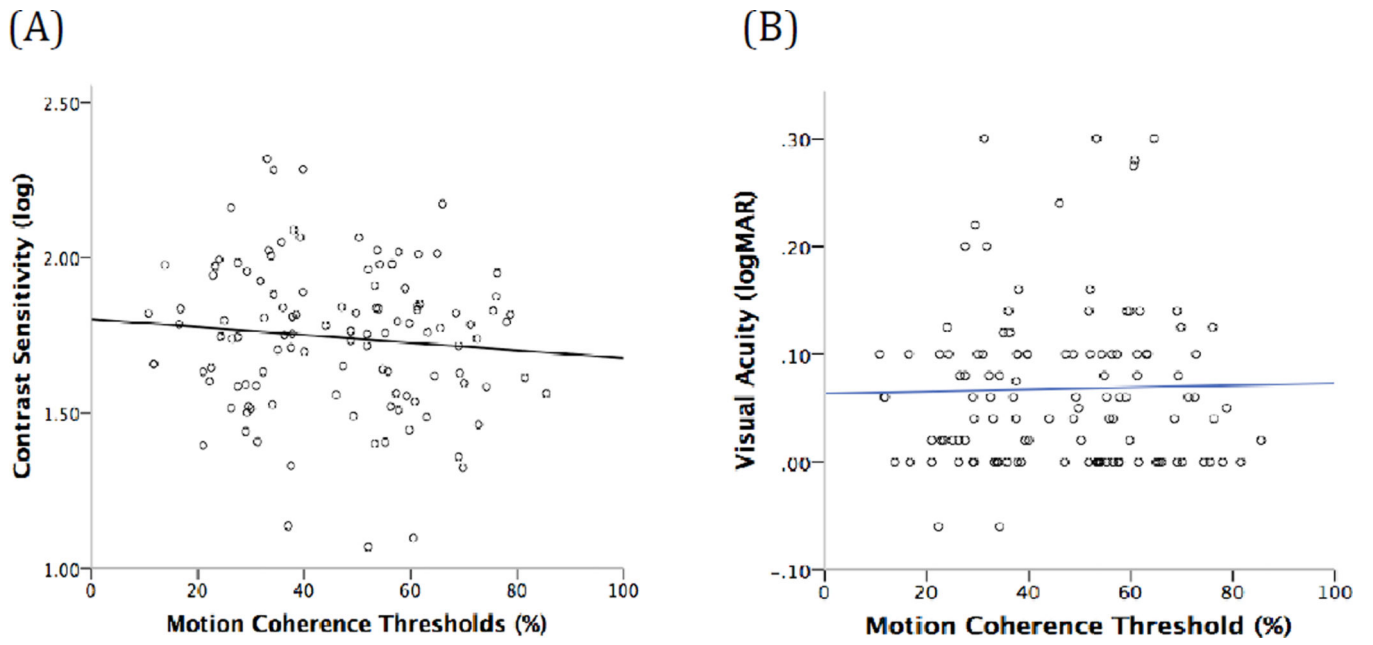 (A)
2.50
2.00
1.50
1.00
Contrast Sensitivity (log)
0 20 40 60 80 100
Motion Coherence Thresholds (%)
(B)
.30
.20
.10
.00
-.10
Visual Acuity (logMAR)
0 20 40 60 80 100
Motion Coherence Threshold (%)